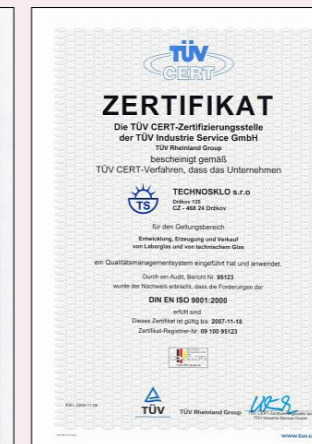 TÜV
CERT
ZERTIFIKAT
Die TÜV CERT-Zertifizierungsstelle
der TÜV Industrie Service GmbH
TÜV Rheinland Group
bescheinigt gemäß
TÜV CERT-Verfahren, dass das Unternehmen
TS
TECHNOSKLO s.r.o
Držkov 135
CZ - 468 24 Držkov
für den Geltungsbereich
Entwicklung, Erzeugung und Verkauf
von Laborglas und von technischem Glas
ein Qualitätsmanagementsystem eingeführt hat und anwendet.
Durch ein Audit, Bericht Nr. 95123
wurde der Nachweis erbracht, dass die Forderungen der
DIN EN ISO 9001:2000
erfüllt sind.
Dieses Zertifikat ist gültig bis 2007-11-18
Zertifikat-Registrier-Nr. 09 100 95123
TÜV
TÜV Rheinland Group
www.tuv.c